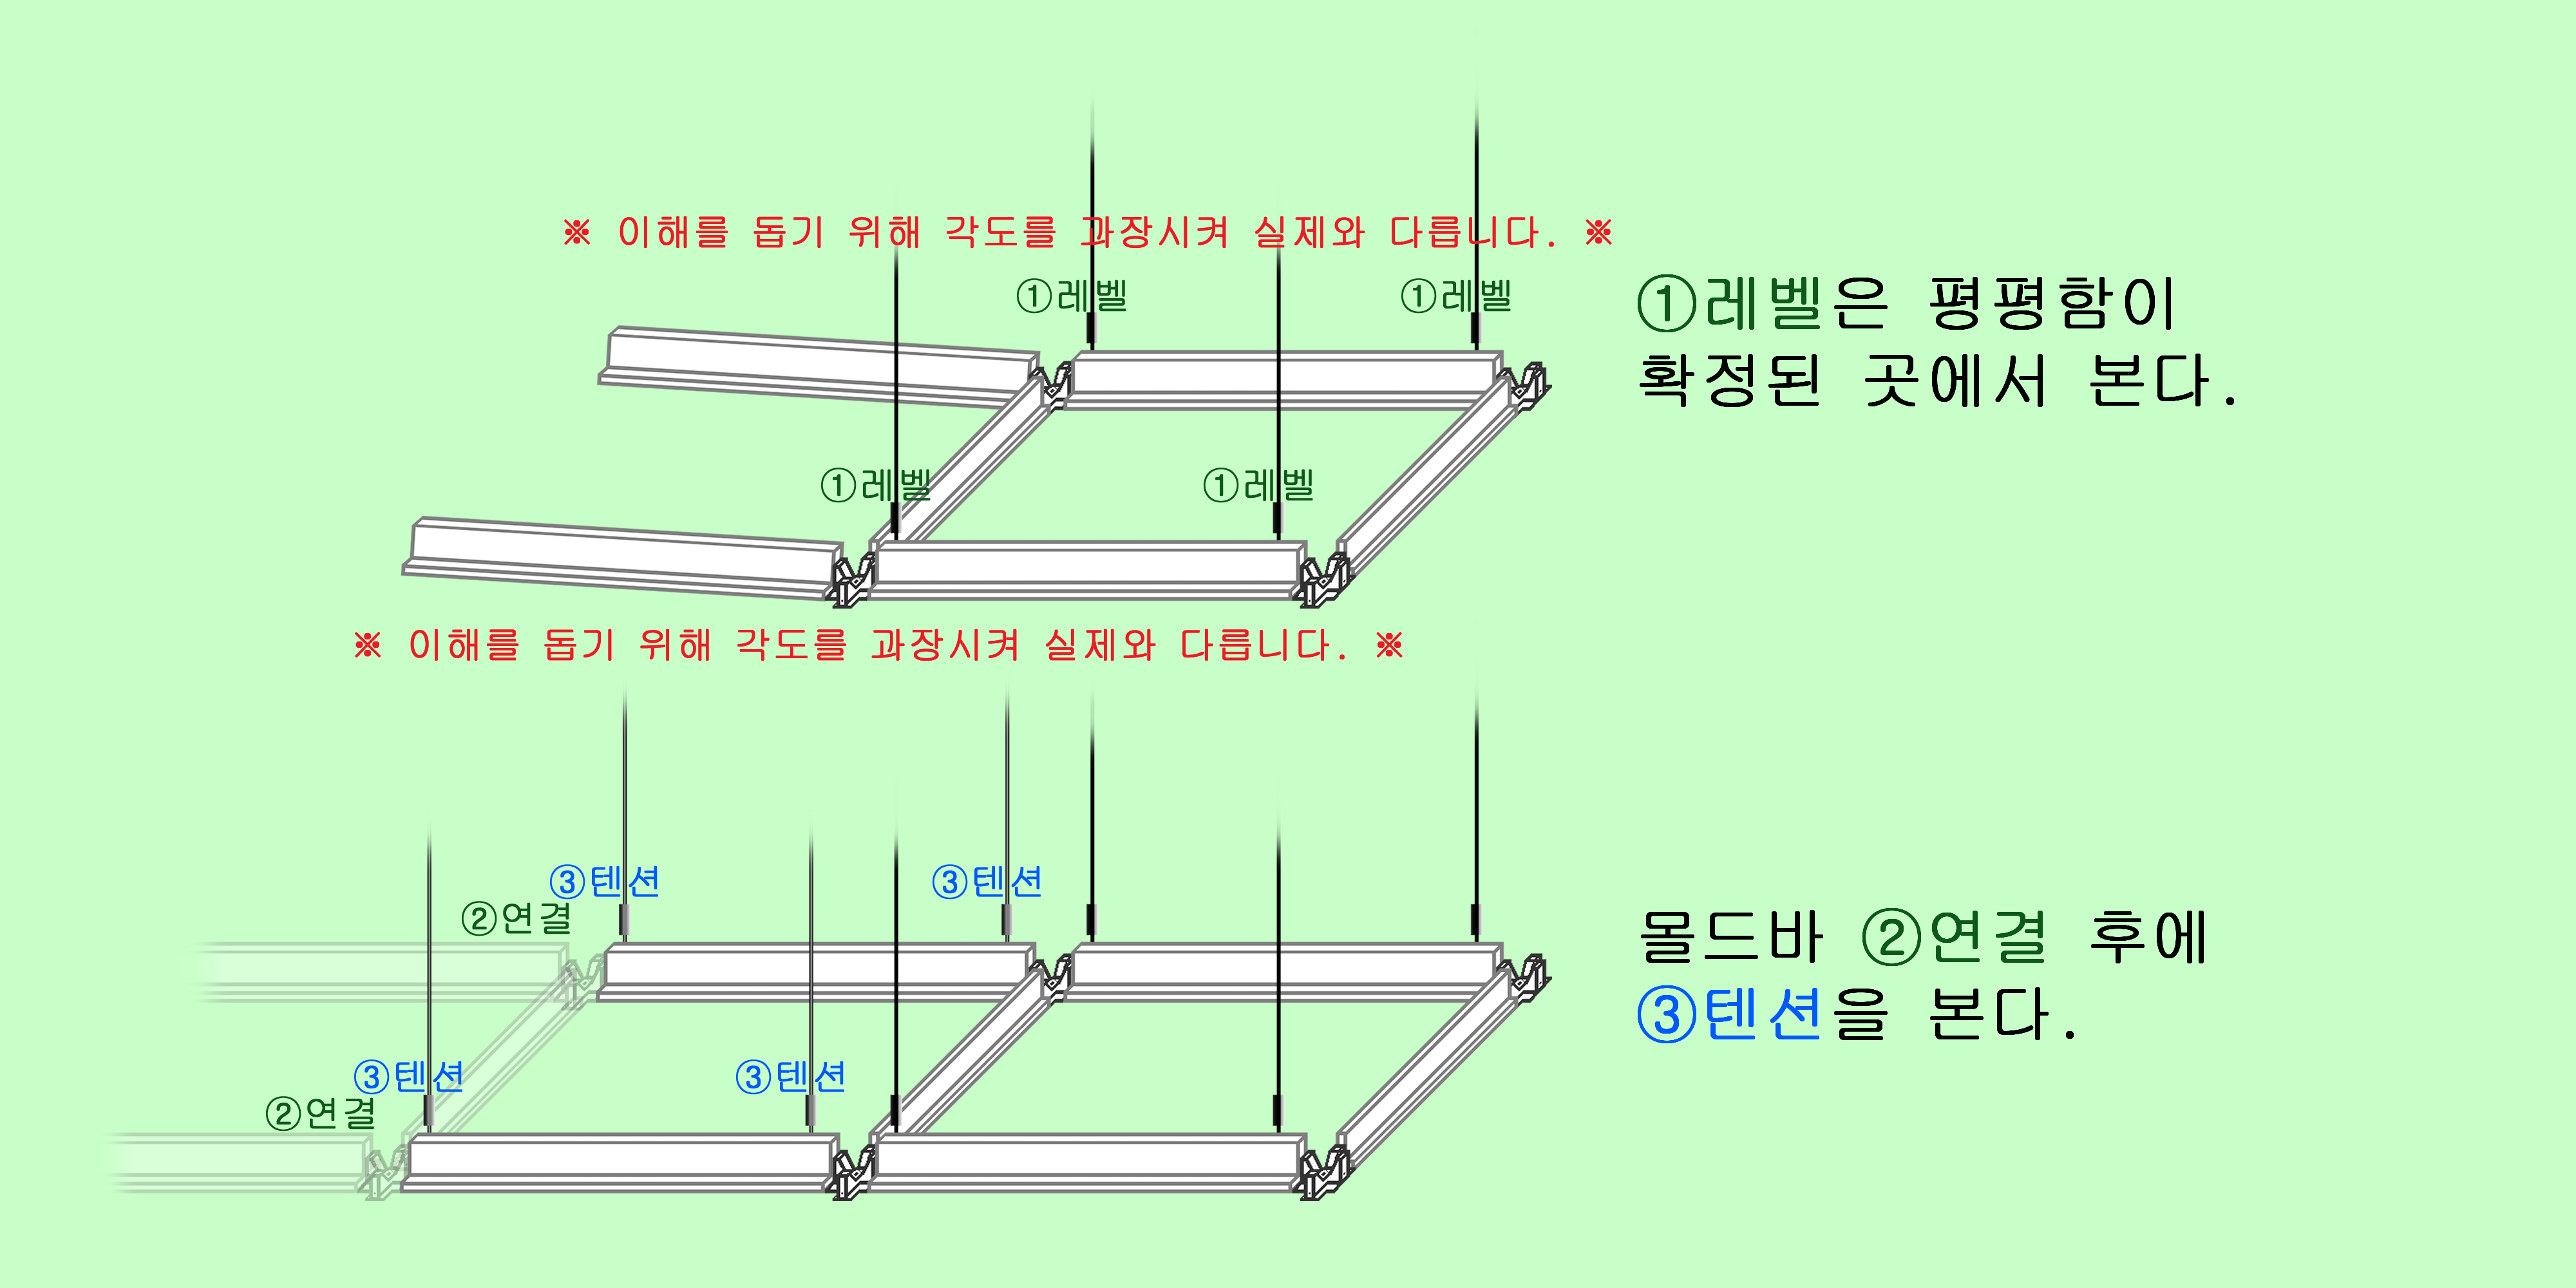 ※ 이해를 돕기 위해 각도를 과장시켜 실제와 다릅니다. ※
①레벨
①레벨
①레벨
①레벨
①레벨은 평평함이
확정된 곳에서 본다.
※ 이해를 돕기 위해 각도를 과장시켜 실제와 다릅니다. ※
③텐션
③텐션
②연결
③텐션
③텐션
②연결
몰드바 ②연결 후에
③텐션을 본다.